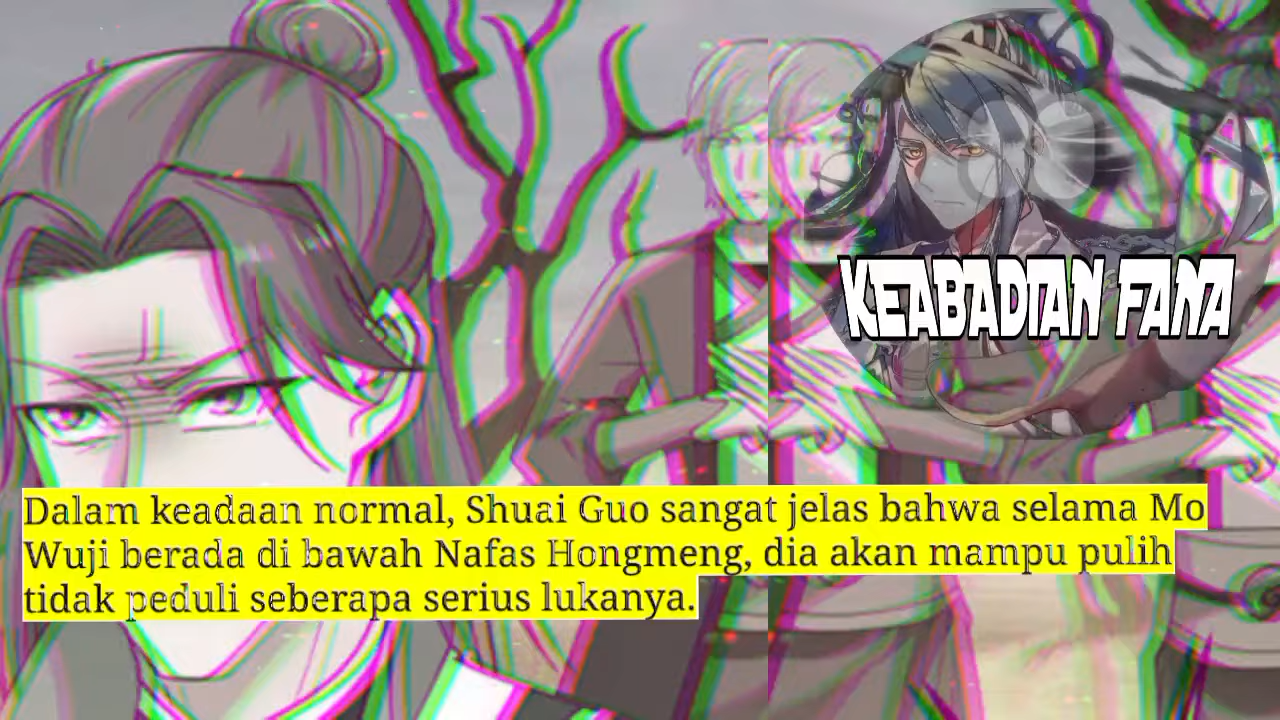 KEABADIAN FANA
Dalam keadaan normal, Shuai Guo sangat jelas bahwa selama Mo
Wuji berada di bawah Nafas Hongmeng, dia akan mampu pulih
tidak peduli seberapa serius lukanya.